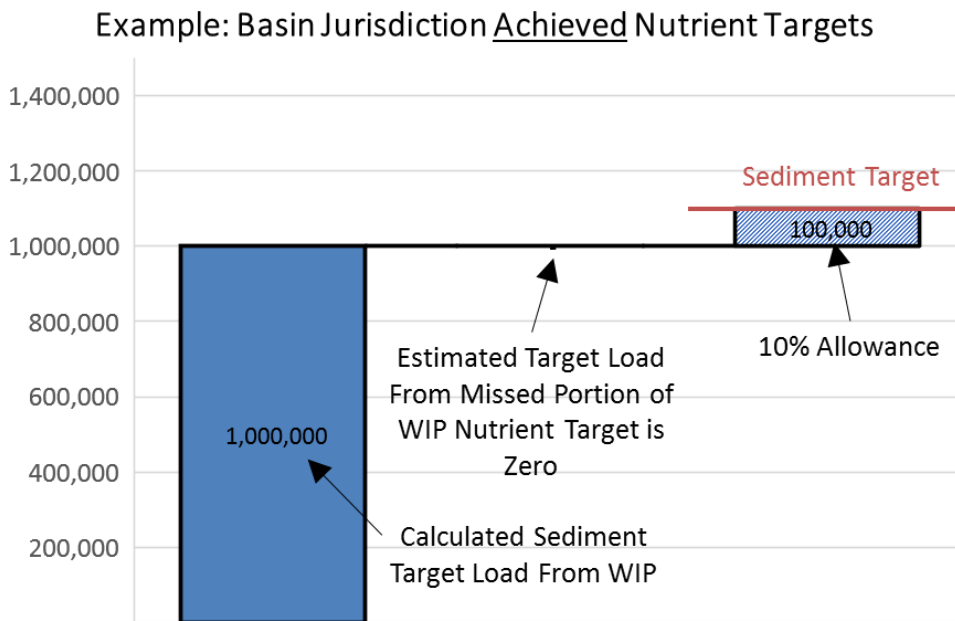 Example: Basin Jurisdiction Achieved Nutrient Targets
1,400,000
1,200,000
1,000,000
800,000
600,000
400,000
200,000
Sediment Target
100,000
10% Allowance
Estimated Target Load
From Missed Portion of
WIP Nutrient Target is
Zero
1,000,000
Calculated Sediment
Target Load From WIP